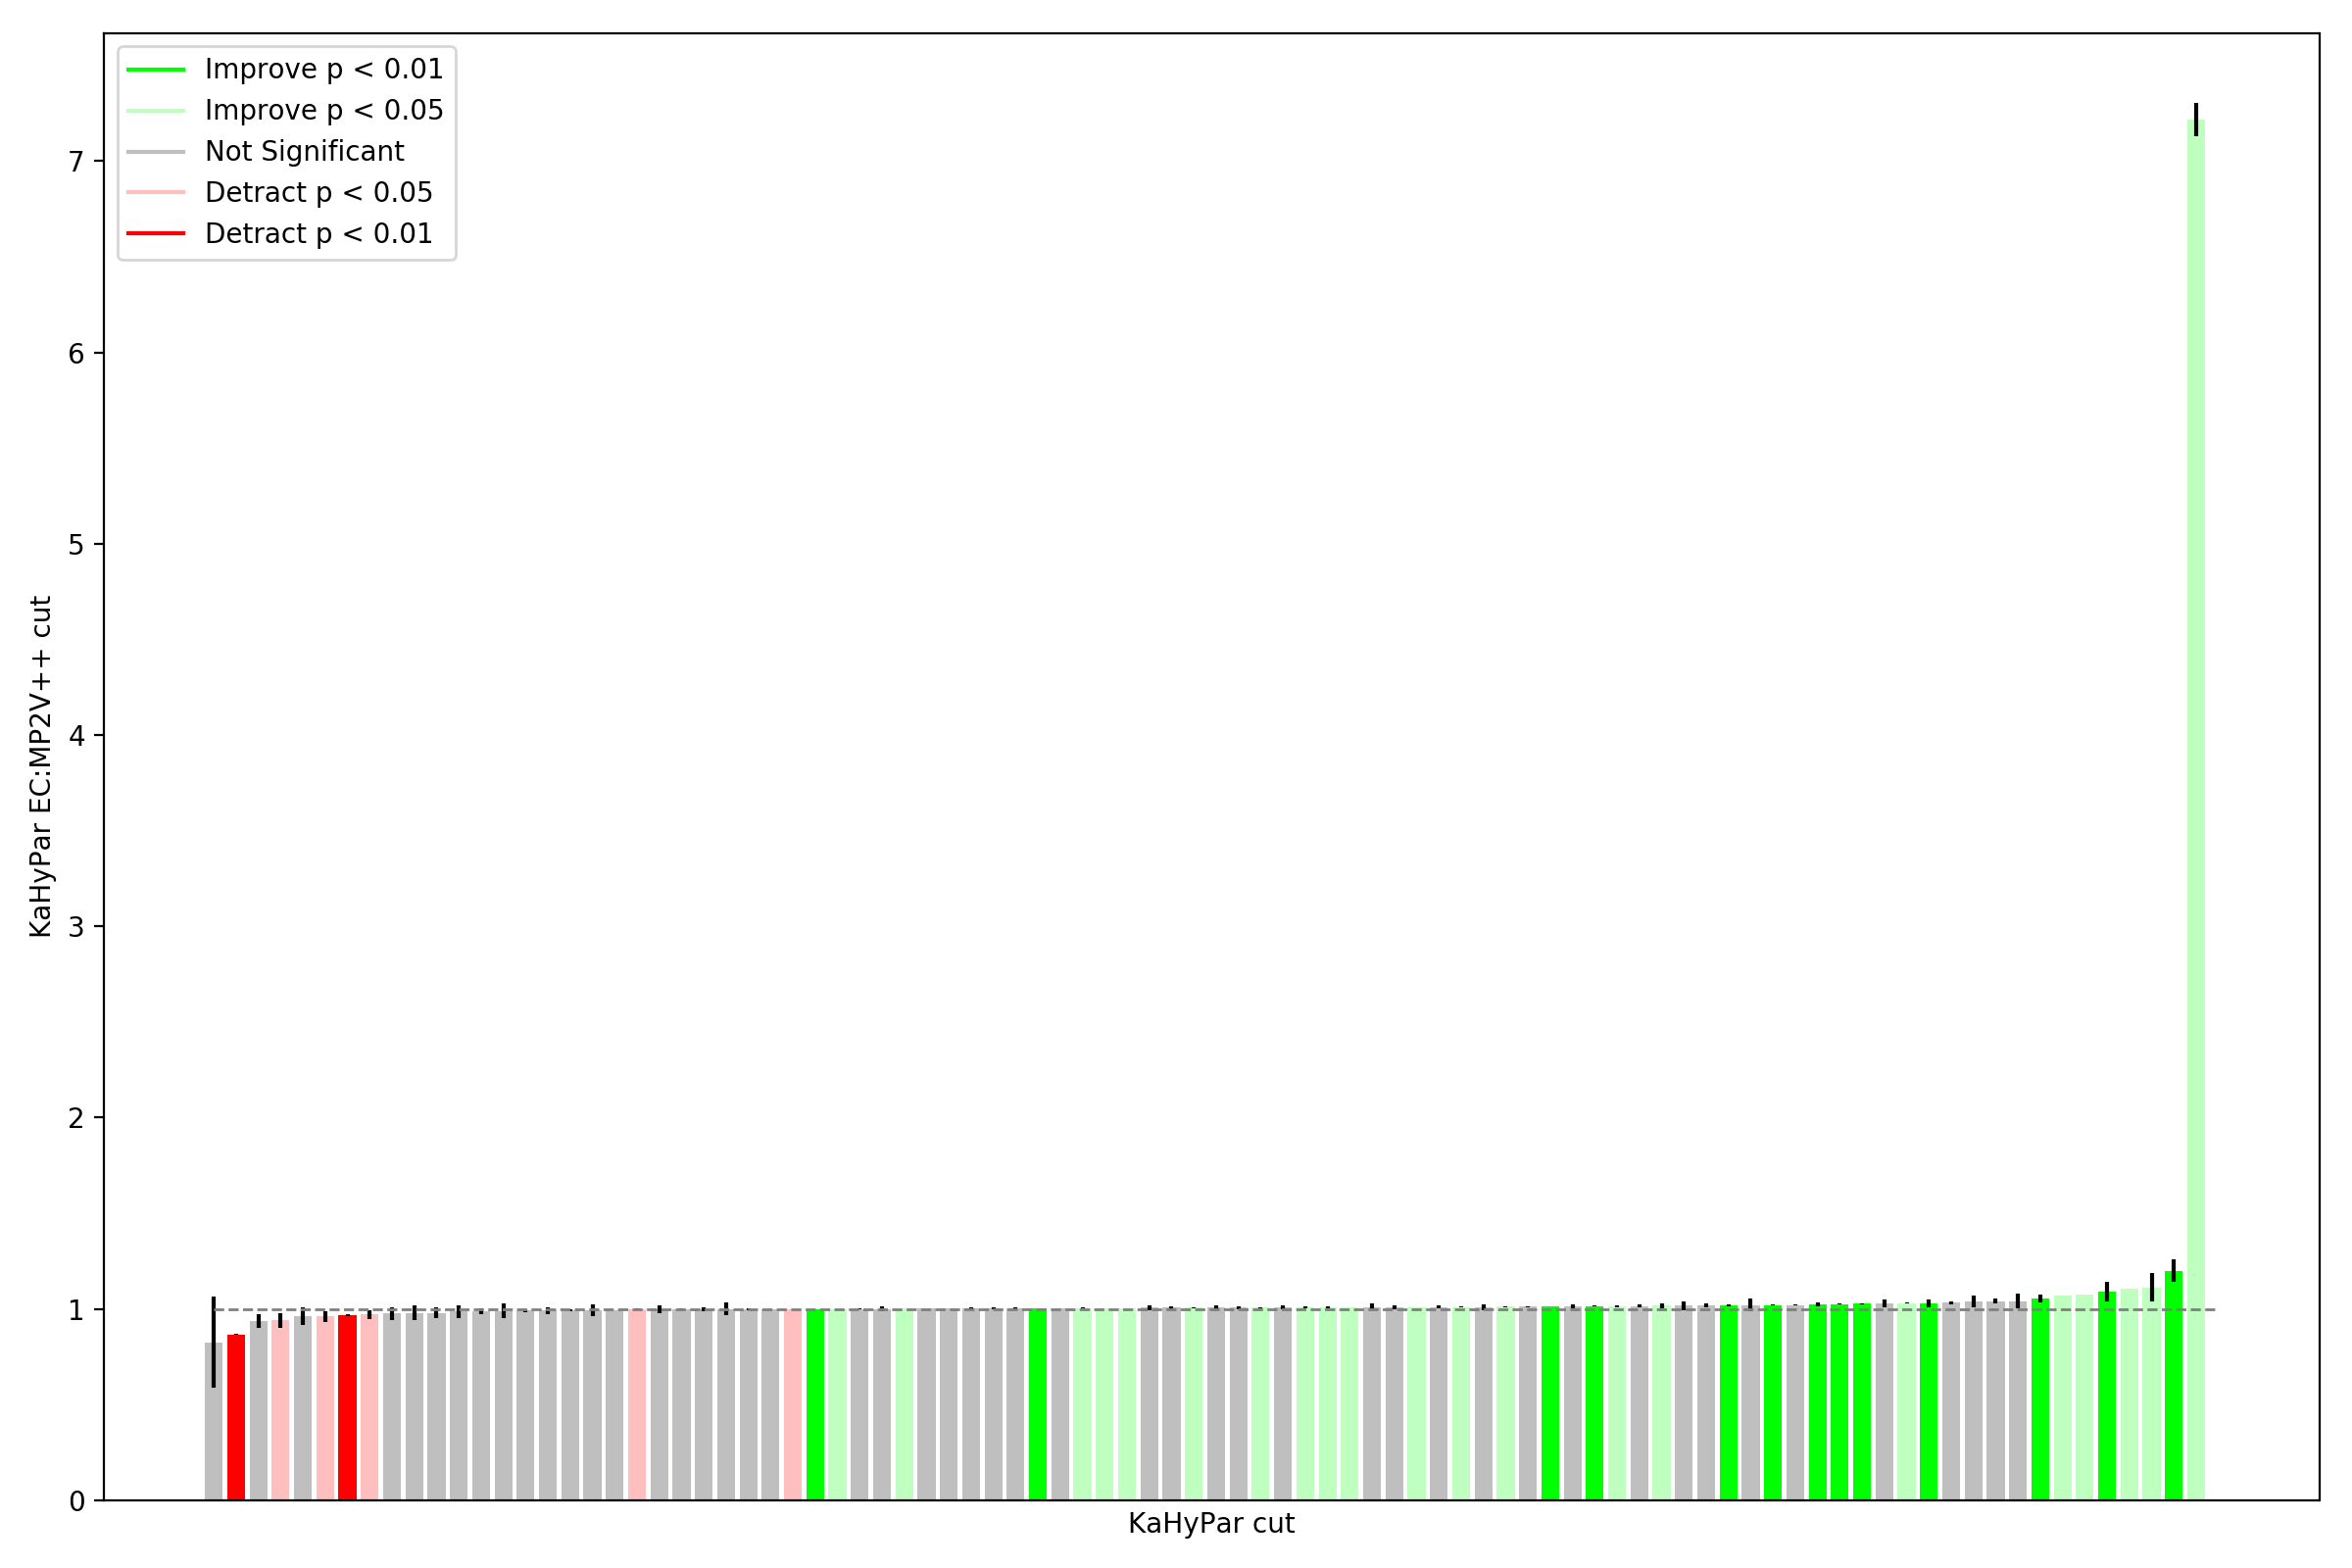 Improve p < 0.01
Improve p < 0.05
Not Significant
Detract p < 0.05
Detract p < 0.01
KaHyPar EC:MP2V++ cut
7
6
5
4
3
2
1
0
KaHyPar cut